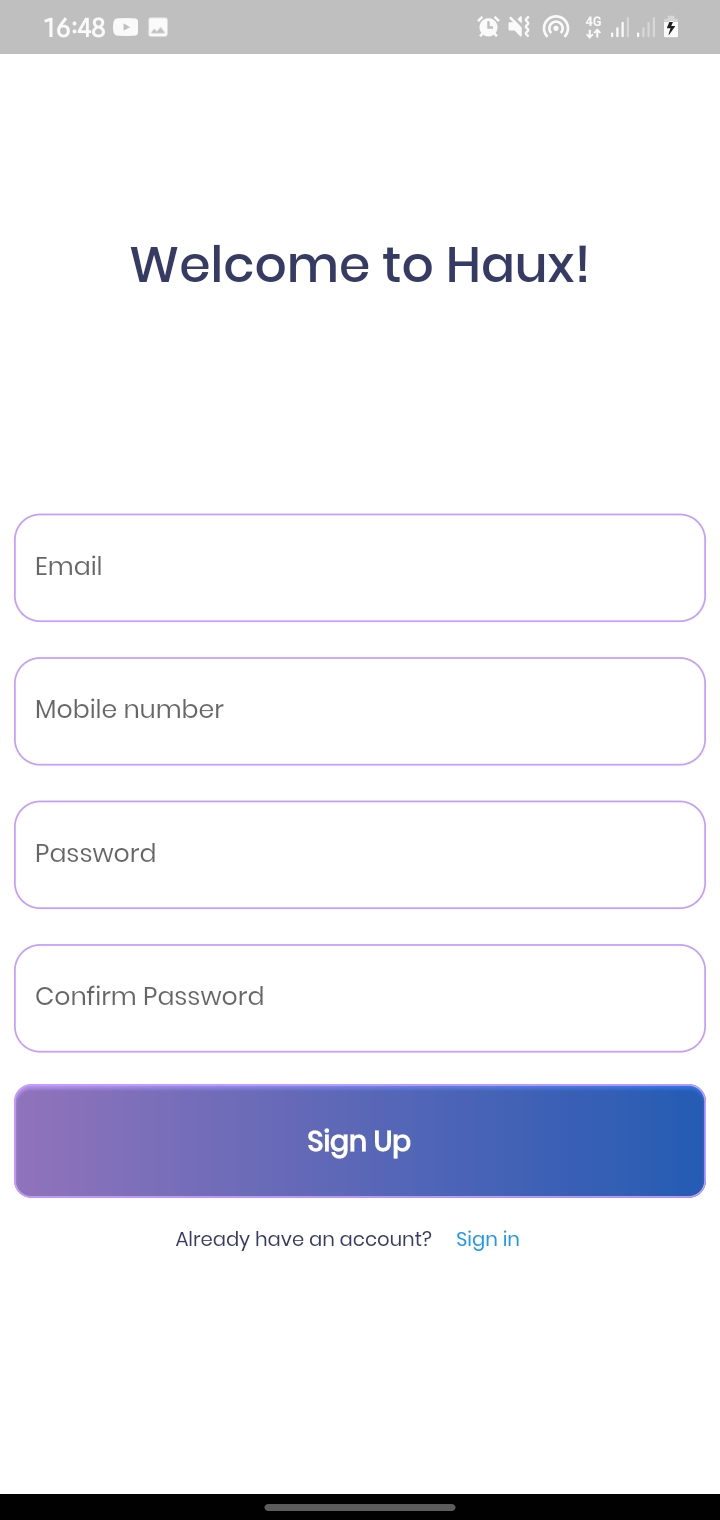 16:48
4G
Welcome to Haux!
Email
Mobile number
Password
Confirm Password
Sign Up
Already have an account? Sign in